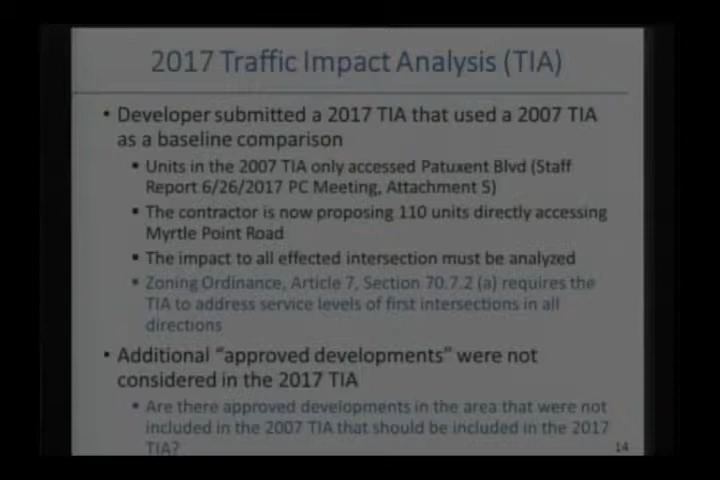 2017 Traffic Impact Analysis (TIA)
• Developer submitted a 2017 TIA that used a 2007 TIA
as a baseline comparison
▪ Units in the 2007 TIA only accessed Patuxent Blvd (Staff
Report 6/26/2017 PC Meeting, Attachment 5)
▪ The contractor is now proposing 110 units directly accessing
Myrtle Point Road
▪ The impact to all effected intersection must be analyzed
▪ Zoning Ordinance, Article 7, Section 70.7.2 (a) requires the
TIA to address service levels of first intersections in all
directions
• Additional “approved developments” were not
considered in the 2017 TIA
▪ Are there approved developments in the area that were not
included in the 2007 TIA that should be included in the 2017
TIA?
14